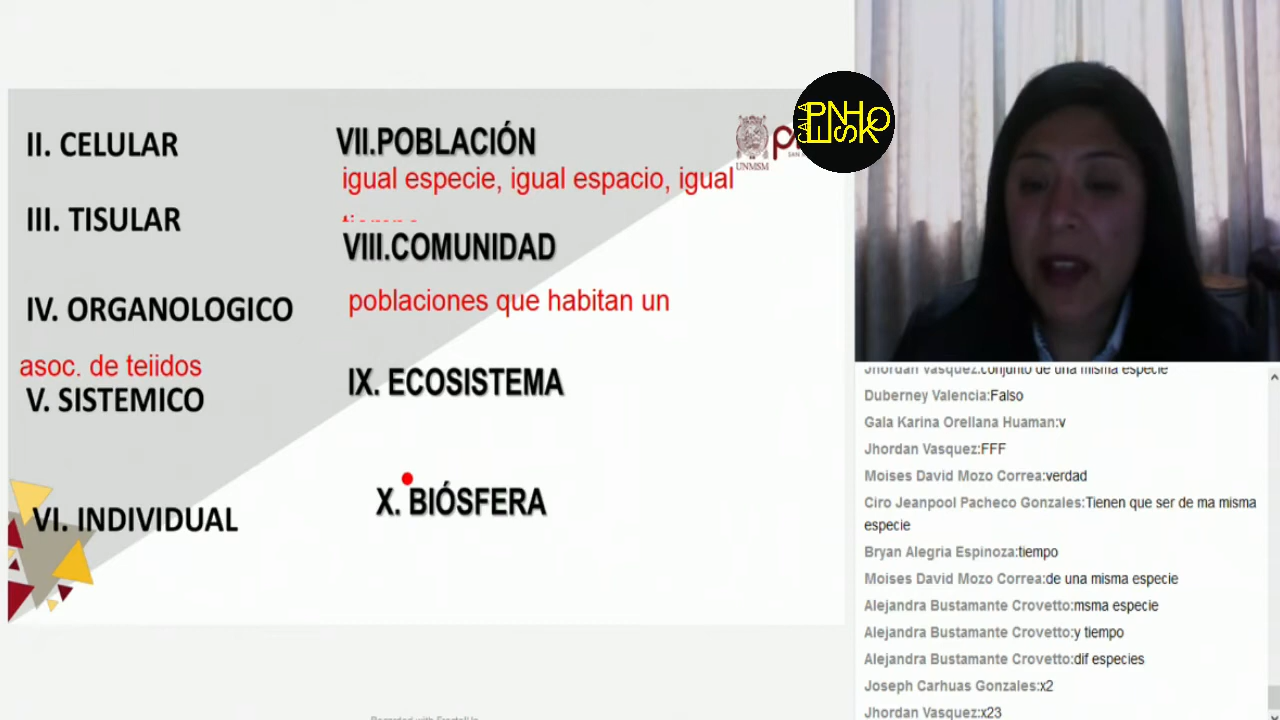 II. CELULAR
III. TISULAR
IV. ORGANOLOGICO
asoc. de tejidos
V. SISTEMICO
VI. INDIVIDUAL
VII.POBLACIÓN
igual especie, igual espacio, igual
tiempo
VIII.COMUNIDAD
poblaciones que habitan un
IX. ECOSISTEMA
X. BIÓSFERA
UNMSM
Jhordan Vasquez:conjunto de una misma especie
Duberney Valencia:Falso
Gala Karina Orellana Huaman:v
Jhordan Vasquez:FFF
Moises David Mozo Correa:verdad
Ciro Jeanpool Pacheco Gonzales:Tienen que ser de ma misma
especie
Bryan Alegria Espinoza:tiempo
Moises David Mozo Correa:de una misma especie
Alejandra Bustamante Crovetto:msma especie
Alejandra Bustamante Crovetto:y tiempo
Alejandra Bustamante Crovetto:dif especies
Joseph Carhuas Gonzales:x2
Jhordan Vasquez:x23